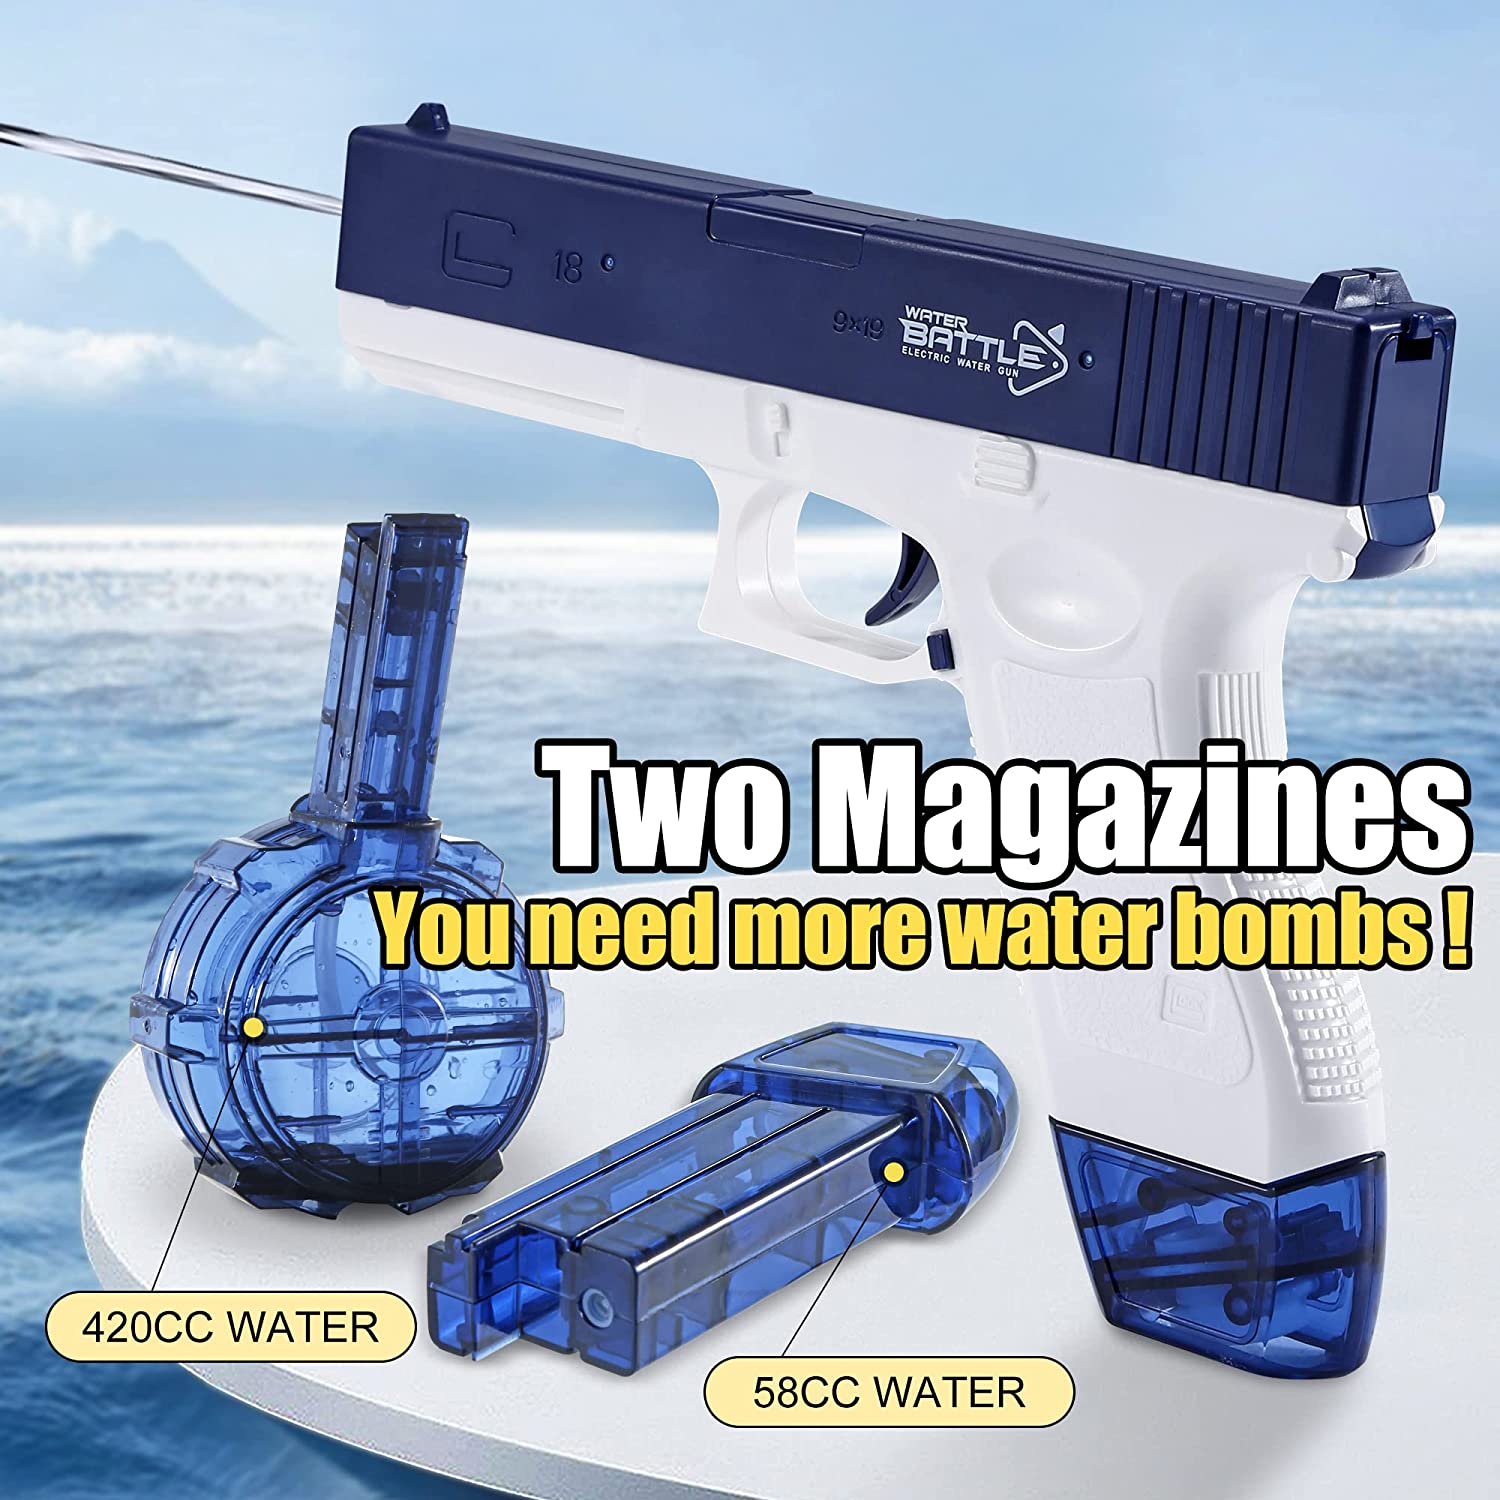 18
9×19
WATER
BATTLE
ELECTRIC WATER GUN
Two Magazines
You need more water bombs !
420CC WATER
58CC WATER